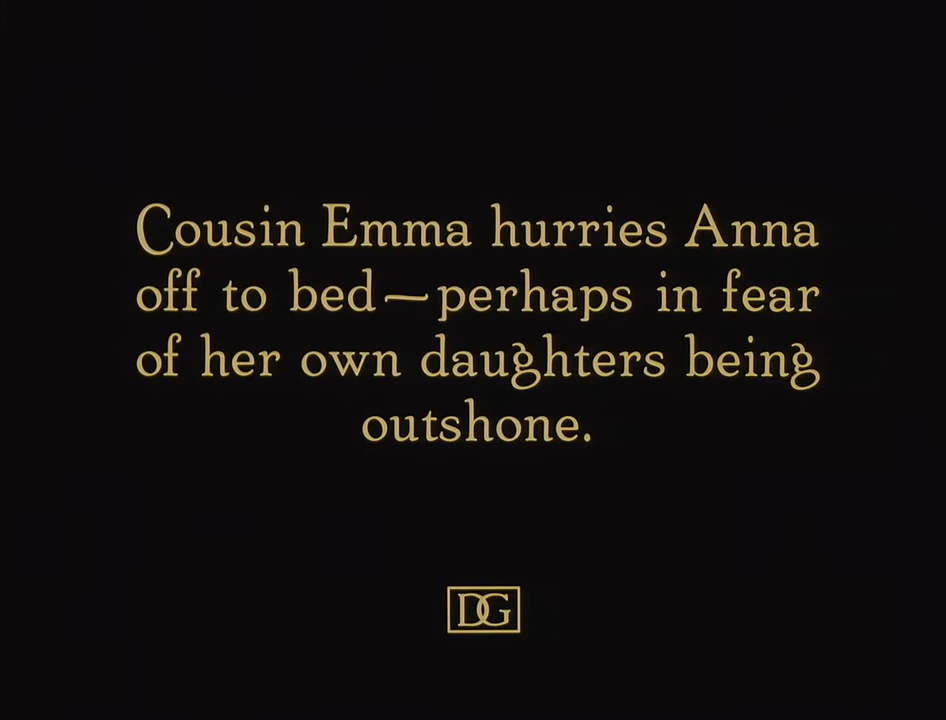 Cousin Emma hurries Anna
off to bed—perhaps in fear
of her own daughters being
outshone.
DG